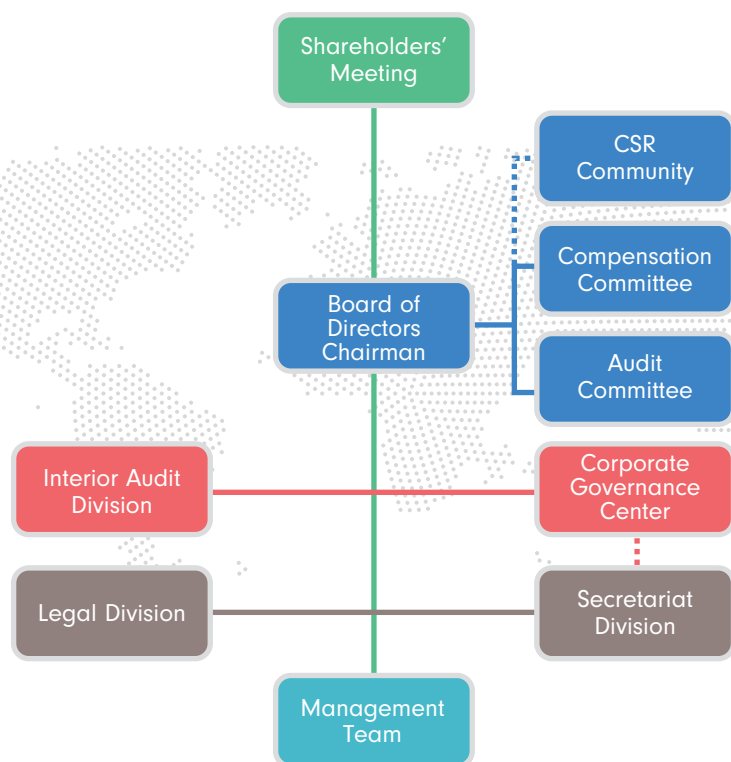 Shareholders’
Meeting
CSR
Community
Compensation
Committee
Board of
Directors
Chairman
Audit
Committee
Interior Audit
Division
Corporate
Governance
Center
Legal Division
Secretariat
Division
Management
Team